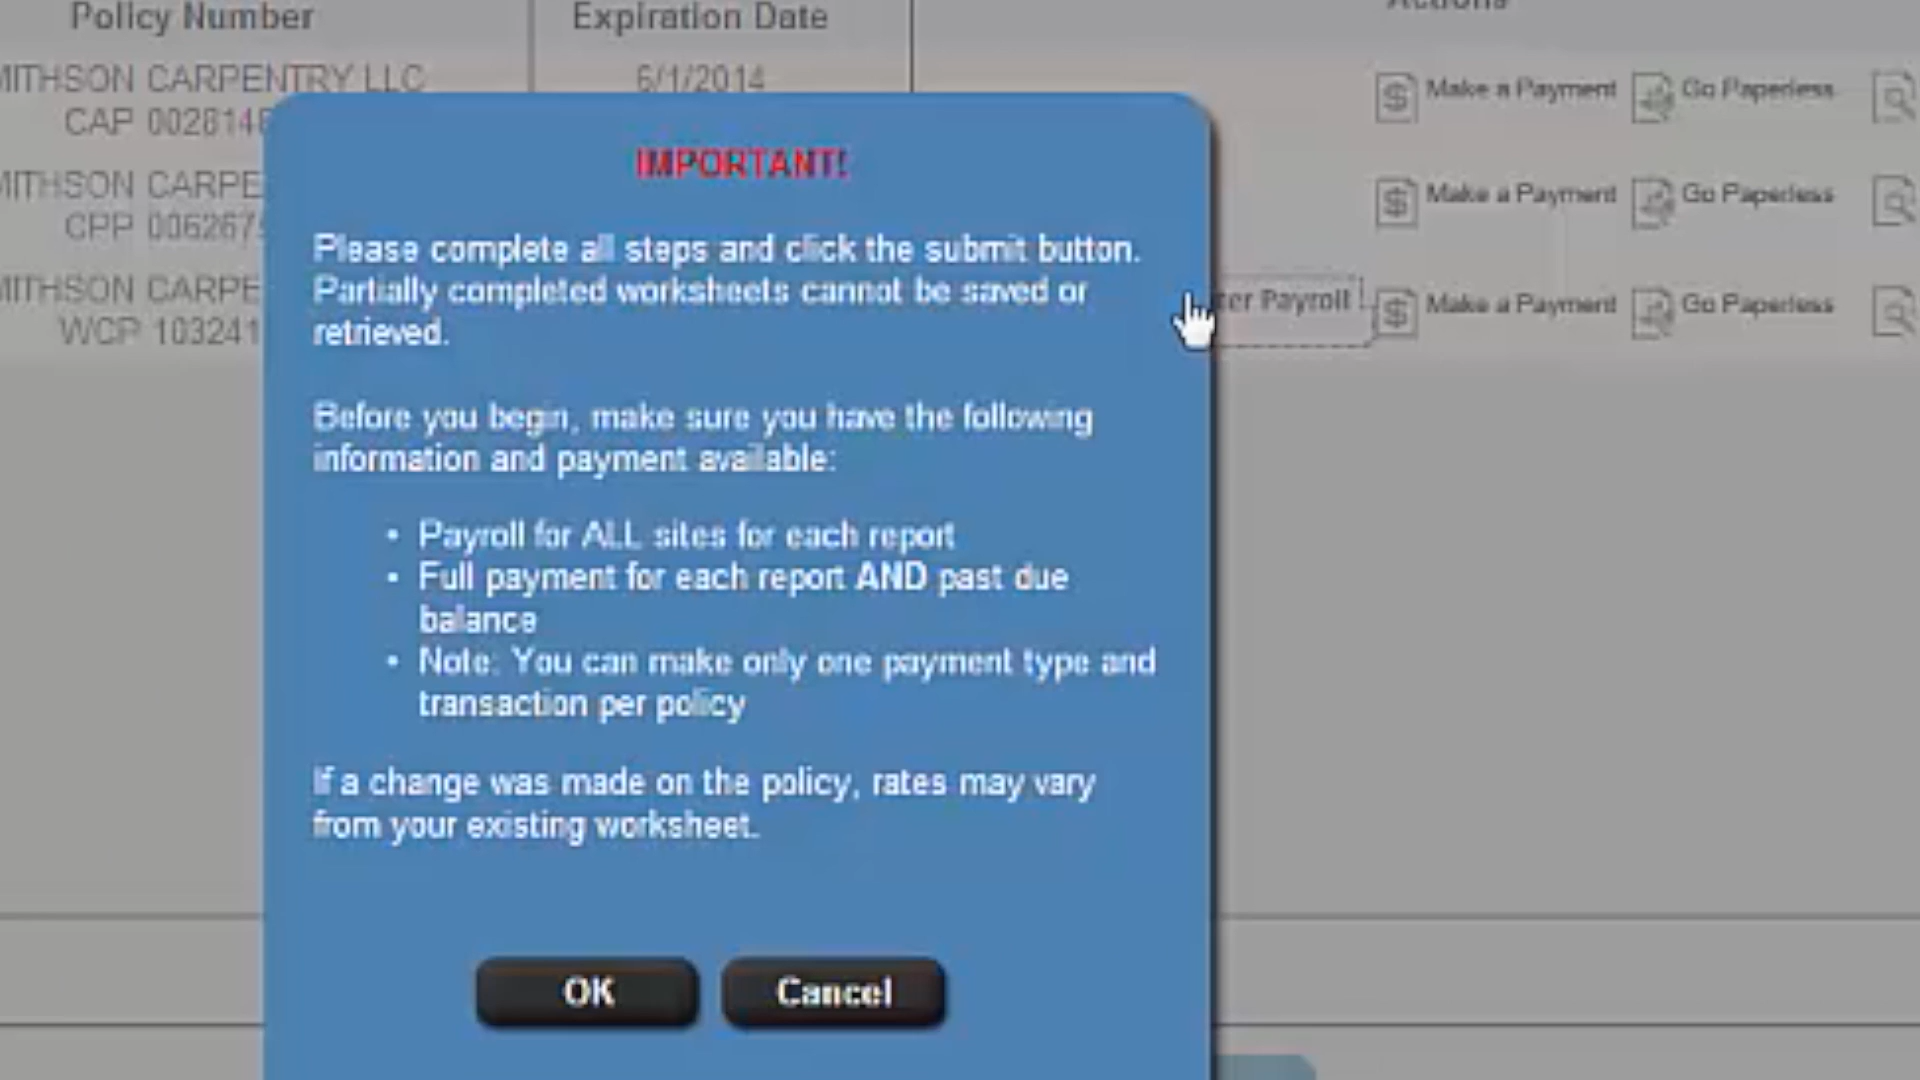 Policy Number
Expiration Date
Actions
MITHSON CARPENTRY LLC
6/1/2014
CAP
Make a Payment
Go Paperless
MITHSON
CPP
Make a Payment
Go Paperless
MITHSON
WCP 103241
Payroll
Make a Payment
Go Paperless
IMPORTANT!
Please complete all steps and click the submit button.
Partially completed worksheets cannot be saved or
retrieved.
Before you begin, make sure you have the following
information and payment available:
• Payroll for ALL sites for each report
• Full payment for each report AND past due
balance
• Note: You can make only one payment type and
transaction per policy
If a change was made on the policy, rates may vary
from your existing worksheet.
OK
Cancel